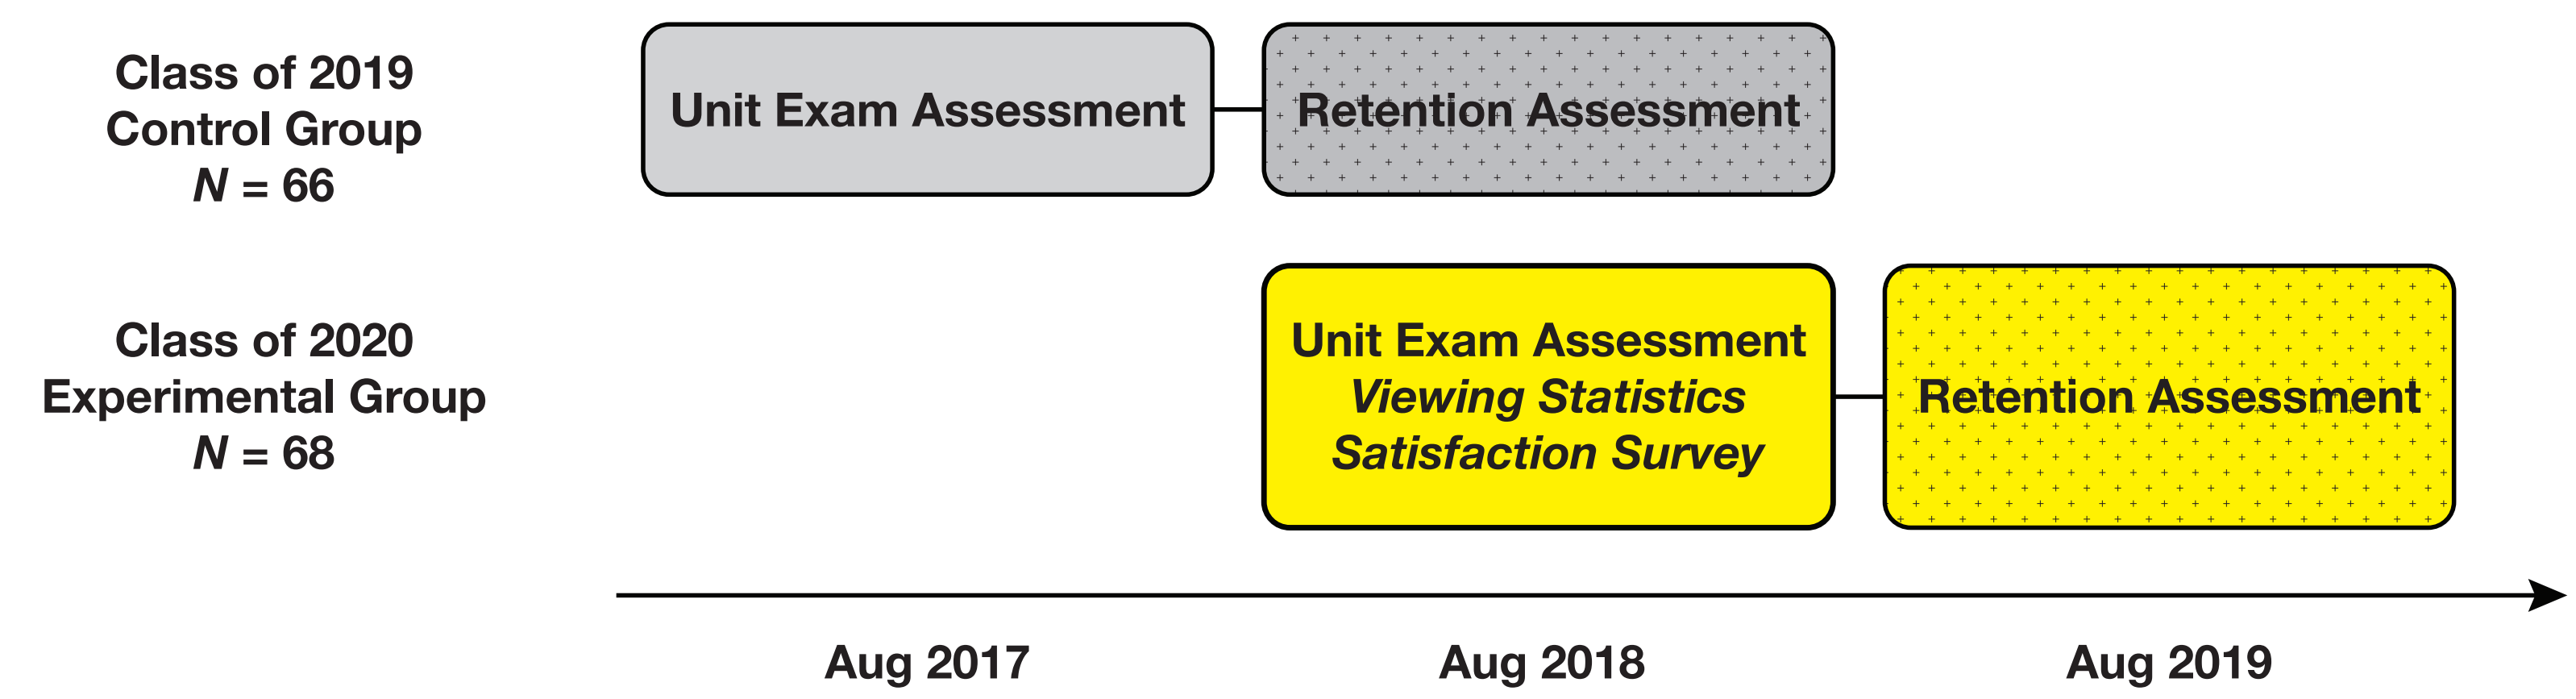 Class of 2019
Control Group
N = 66
Unit Exam Assessment
Retention Assessment
Class of 2020
Experimental Group
N = 68
Unit Exam Assessment
Viewing Statistics
Satisfaction Survey
Retention Assessment
Aug 2017
Aug 2018
Aug 2019